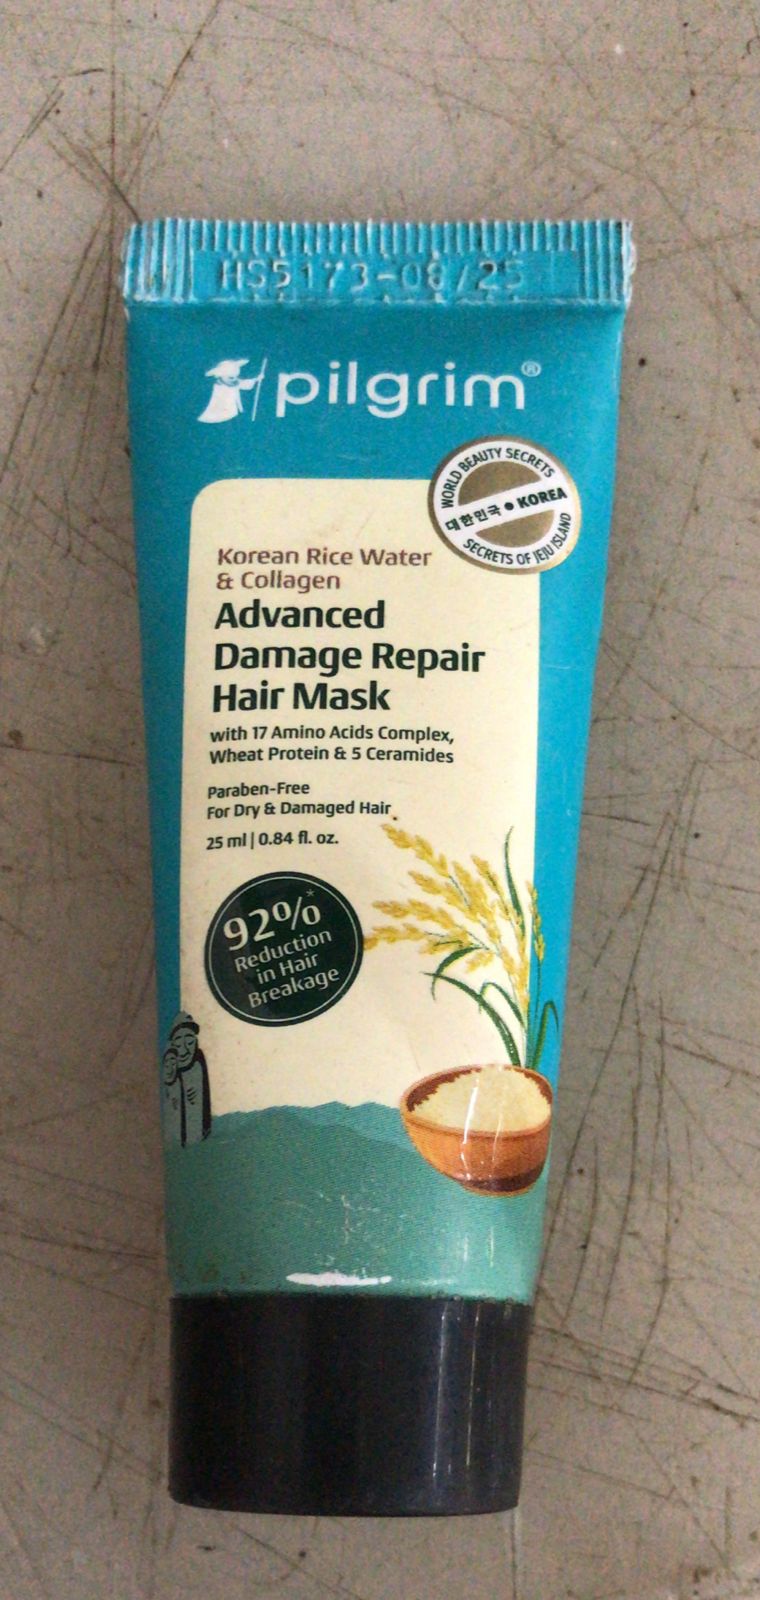 HS5173-08/25
pilgrim®
WORLD BEAUTY SECRETS
대한민국 • KOREA
SECRETS OF JEJU ISLAND
Korean Rice Water
& Collagen
Advanced
Damage Repair
Hair Mask
with 17 Amino Acids Complex,
Wheat Protein & 5 Ceramides
Paraben-Free
For Dry & Damaged Hair
25 ml | 0.84 fl. oz.
92%*
Reduction
in Hair
Breakage